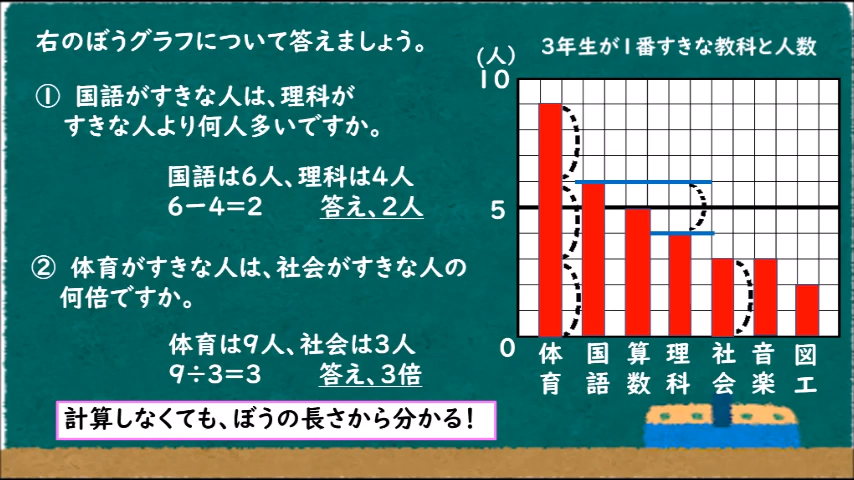 右のぼうグラフについて答えましょう。
① 国語がすきな人は、理科が
すきな人より何人多いですか。
国語は6人、理科は4人
6ー4＝2 答え、2人
② 体育がすきな人は、社会がすきな人の
何倍ですか。
体育は9人、社会は3人
9÷3＝3 答え、3倍
計算しなくても、ぼうの長さから分かる！
3年生が1番すきな教科と人数
(人)
10
5
0
体育
国語
算数
理科
社会
音楽
図工